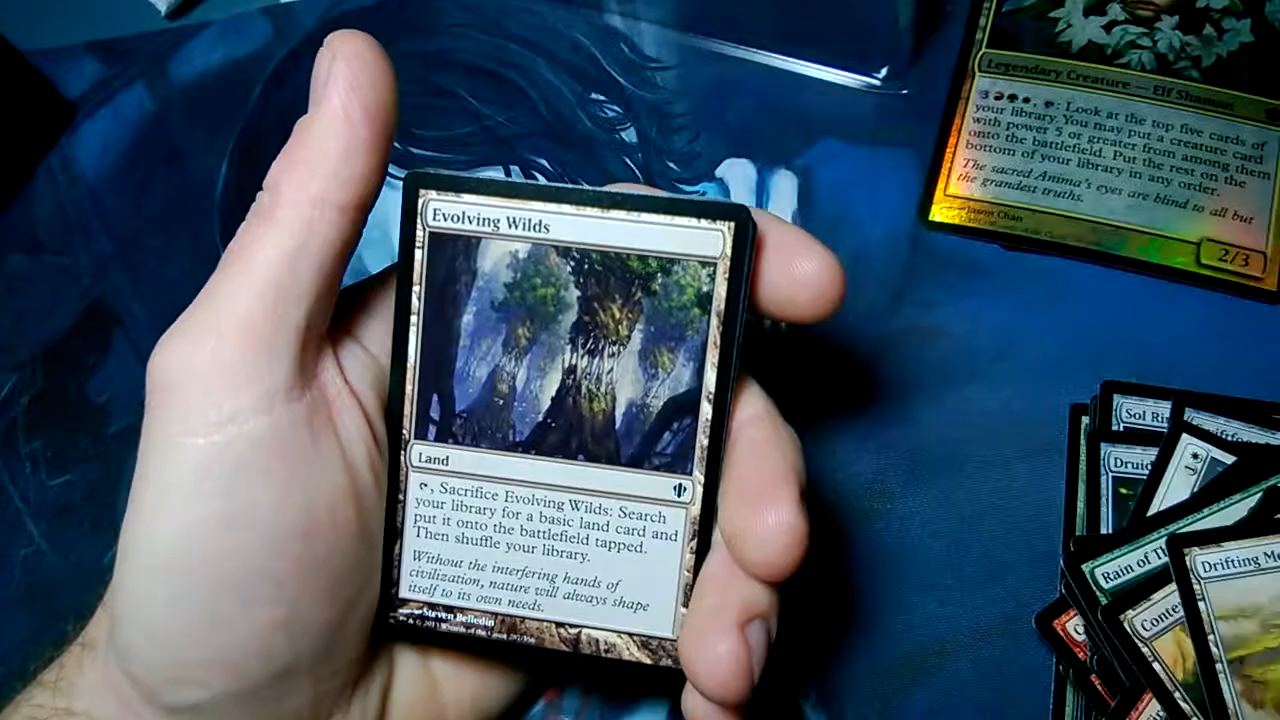 Evolving Wilds
Land
, Sacrifice Evolving Wilds: Search
your library for a basic land card and
put it onto the battlefield tapped.
Then shuffle your library.
Without the interfering hands of
civilization, nature will always shape
itself to its own needs.
Steven Belledin
Legendary Creature — Elf Shaman
3 , : Look at the top five cards of
your library. You may put a creature card
with power 5 or greater from among them
onto the battlefield. Put the rest on the
bottom of your library in any order.
The sacred Anima's eyes are blind to all but
the grandest truths.
Jason Chan
2/3
Sol Ri
Druid
Rain of Th
Drifting Me
Conte